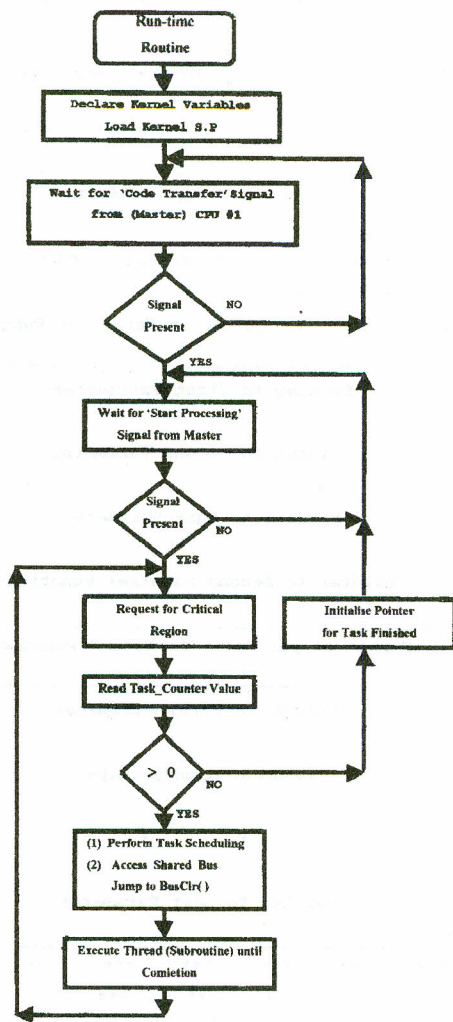 Run-time
Routine
Declare Kernel Variables
Load Kernel S.P
Wait for 'Code Transfer' Signal
from (Master) CPU #1
Signal
Present
NO
YES
Wait for 'Start Processing'
Signal from Master
Signal
Present
NO
YES
Request for Critical
Region
Initialise Pointer
for Task Finished
Read Task_Counter Value
> 0
NO
YES
(1) Perform Task Scheduling
(2) Access Shared Bus
Jump to BusClr( )
Execute Thread (Subroutine) until
Comletion